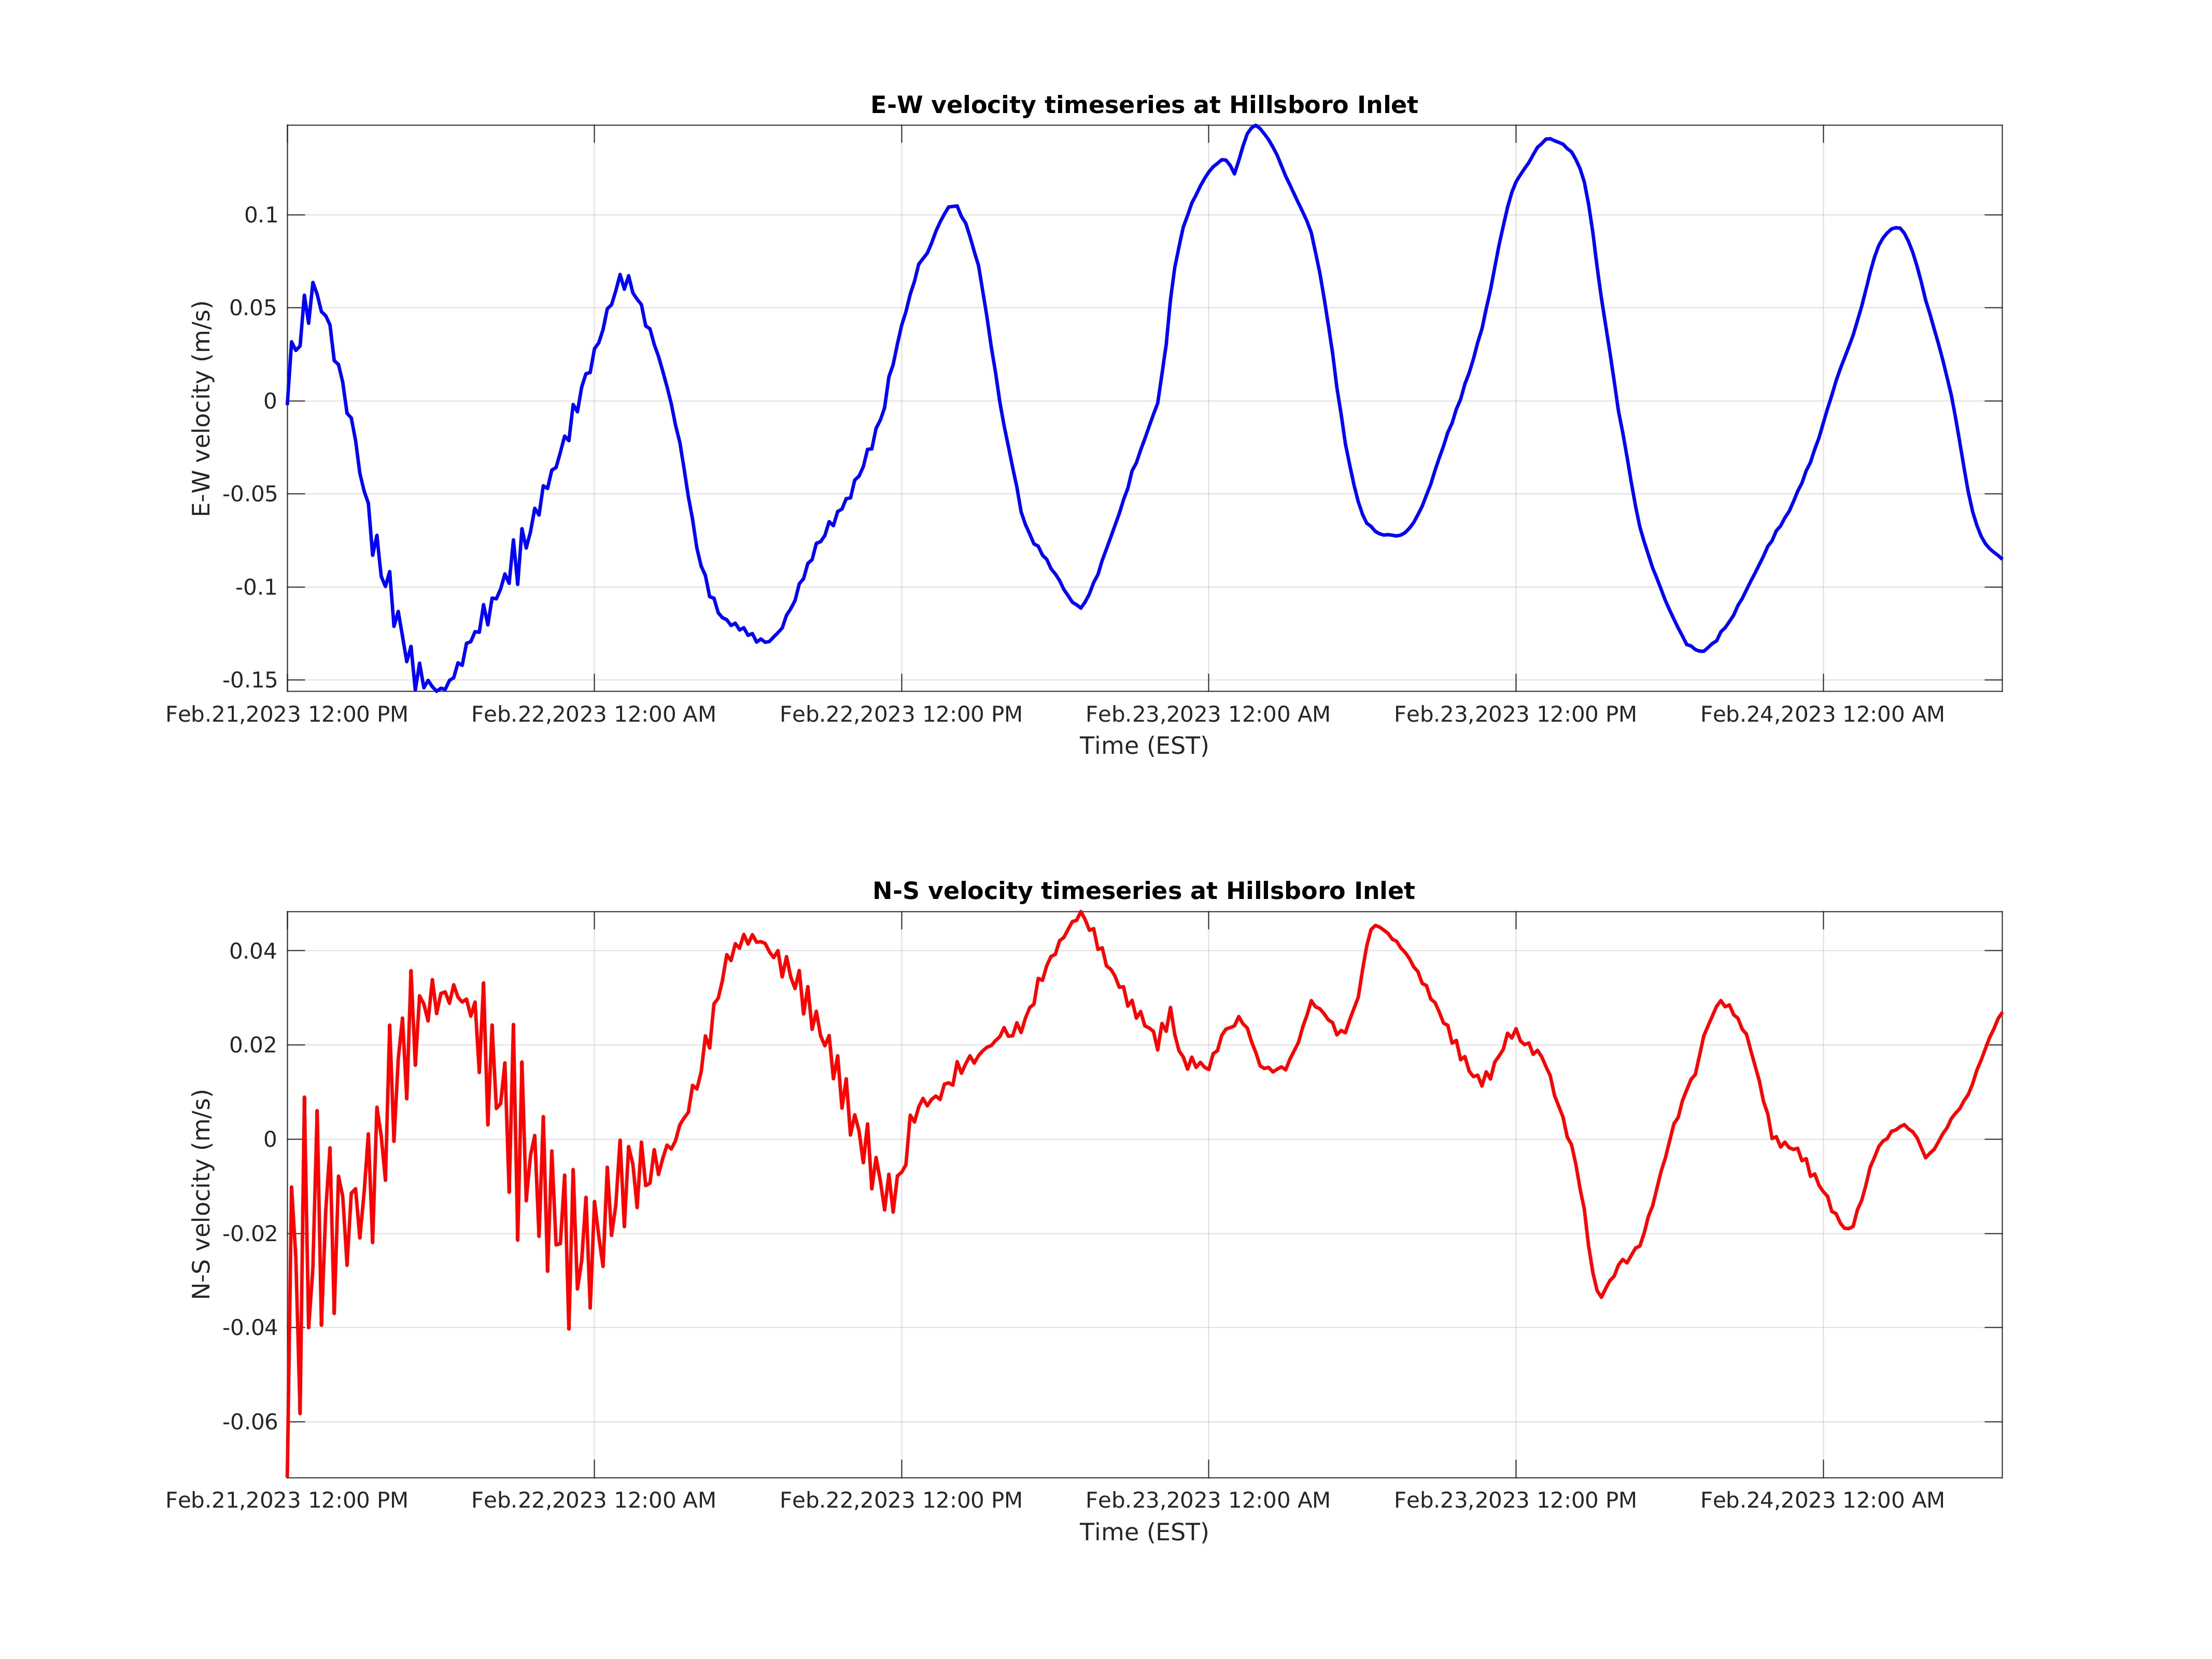 E-W velocity timeseries at Hillsboro Inlet
E-W velocity (m/s)
0.1
0.05
0
-0.05
-0.1
-0.15
Feb.21,2023 12:00 PM Feb.22,2023 12:00 AM Feb.22,2023 12:00 PM Feb.23,2023 12:00 AM Feb.23,2023 12:00 PM Feb.24,2023 12:00 AM
Time (EST)
N-S velocity timeseries at Hillsboro Inlet
N-S velocity (m/s)
0.04
0.02
0
-0.02
-0.04
-0.06
Feb.21,2023 12:00 PM Feb.22,2023 12:00 AM Feb.22,2023 12:00 PM Feb.23,2023 12:00 AM Feb.23,2023 12:00 PM Feb.24,2023 12:00 AM
Time (EST)